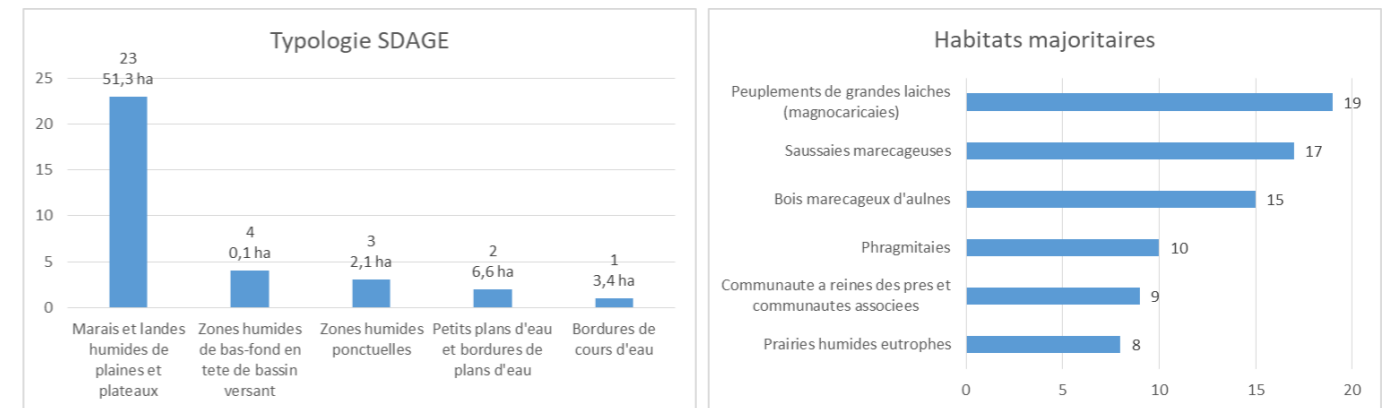 Typologie SDAGE
23
51,3 ha
25
20
15
10
5
0
4
0,1 ha
3
2,1 ha
2
6,6 ha
1
3,4 ha
Marais et landes
humides de
plaines et
plateaux
Zones humides
de bas-fond en
tete de bassin
versant
Zones humides
ponctuelles
Petits plans d'eau
et bordures de
plans d'eau
Bordures de
cours d'eau
Habitats majoritaires
Peuplements de grandes laiches
(magnocaricaies)
19
Saussaies marecageuses
17
Bois marecageux d'aulnes
15
Phragmitaies
10
Communaute a reines des pres et
communautes associees
9
Prairies humides eutrophes
8
0
5
10
15
20